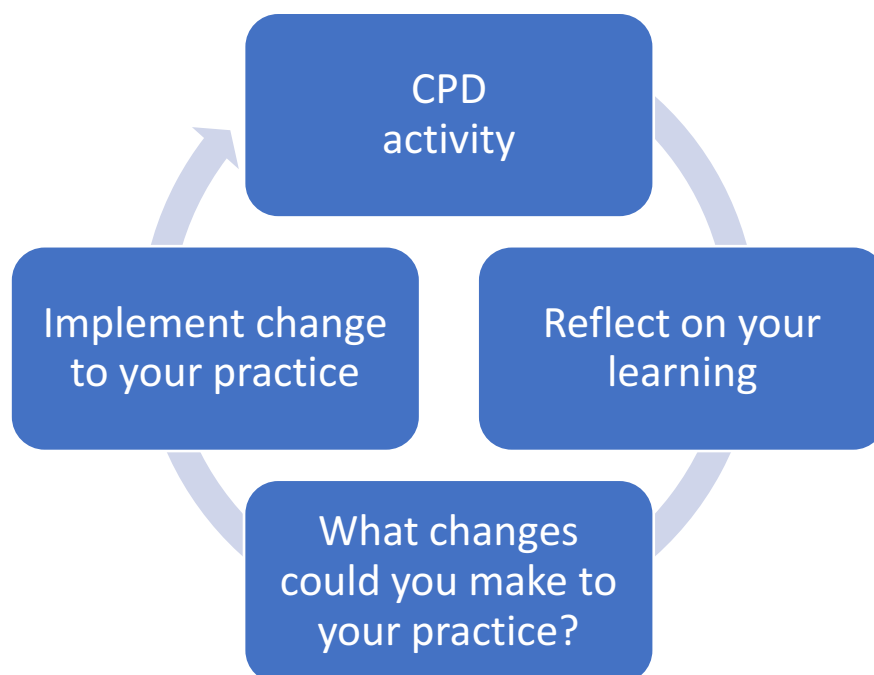 CPD
activity
Reflect on your
learning
What changes
could you make to
your practice?
Implement change
to your practice